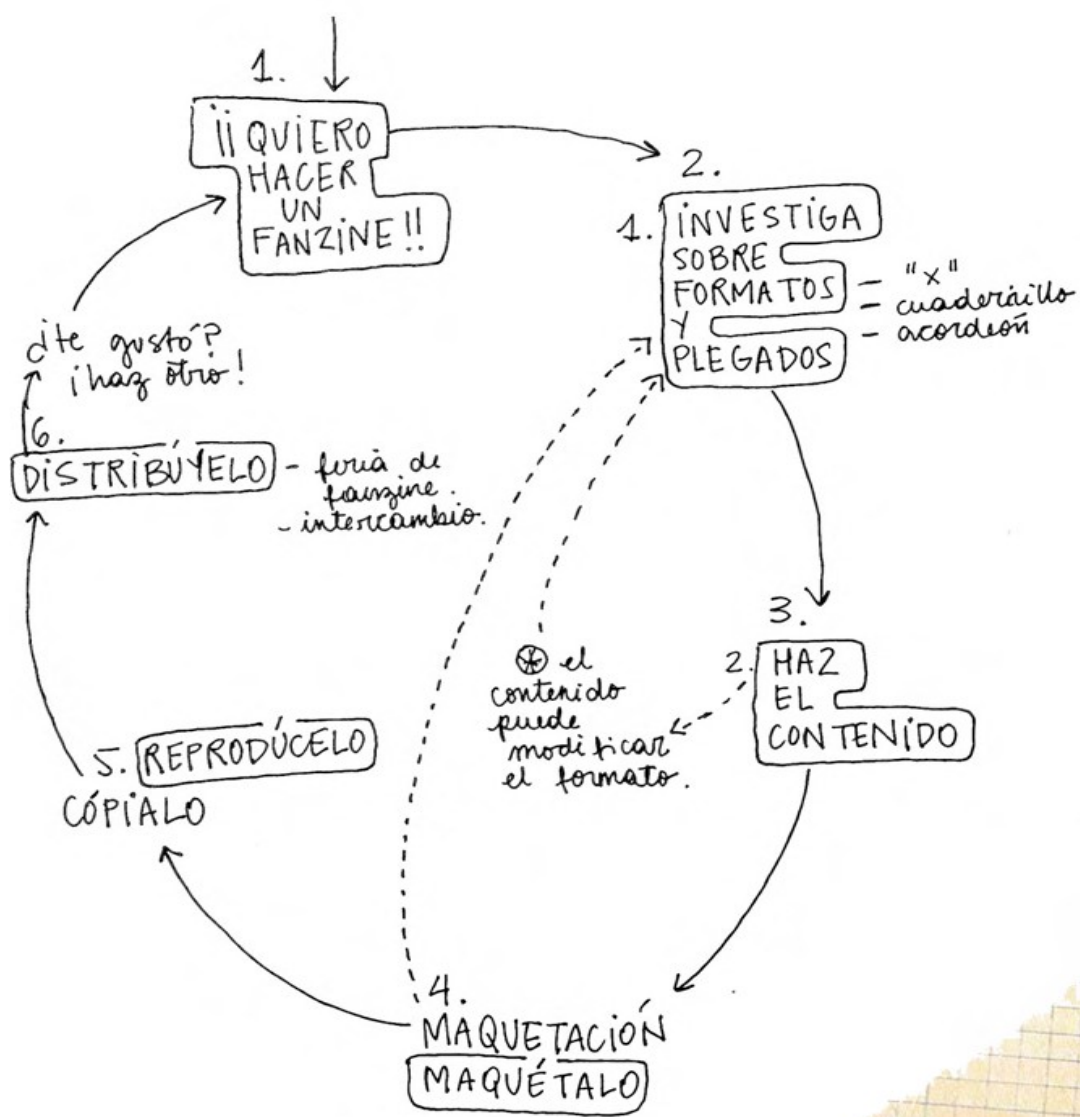 1.
¡¡QUIERO
HACER
UN
FANZINE!!
2.
1. INVESTIGA
SOBRE
FORMATOS
Y
PLEGADOS
- "x"
- cuadernillo
- acordeón
3.
2. HAZ
EL
CONTENIDO
* el
contenido
puede
modificar
el formato.
4.
MAQUETACIÓN
MAQUÉTALO
5. REPRODÚCELO
CÓPIALO
6.
DISTRIBÚYELO
- feria de
fanzine.
- intercambio.
¿te gustó?
¡haz otro!